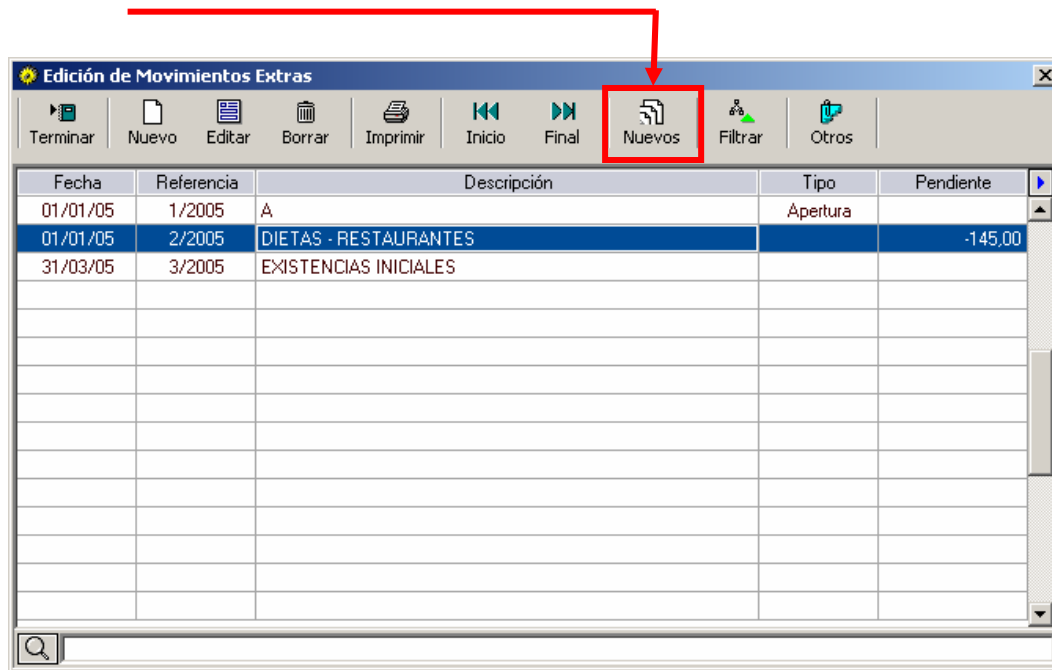 Edición de Movimientos Extras
Terminar Nuevo Editar Borrar Imprimir Inicio Final Nuevos Filtrar Otros
Fecha Referencia Descripción Tipo Pendiente
01/01/05 1/2005 A Apertura
01/01/05 2/2005 DIETAS - RESTAURANTES -145,00
31/03/05 3/2005 EXISTENCIAS INICIALES